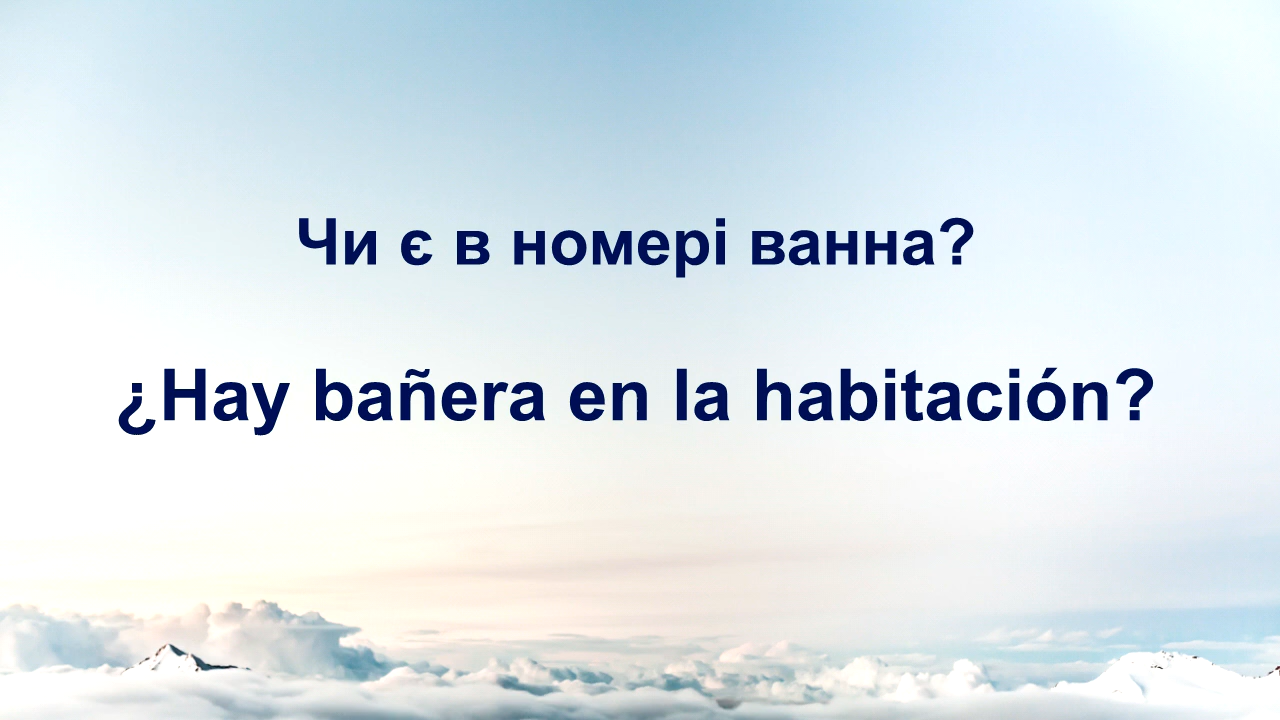 Чи є в номері ванна?
¿Hay bañera en la habitación?